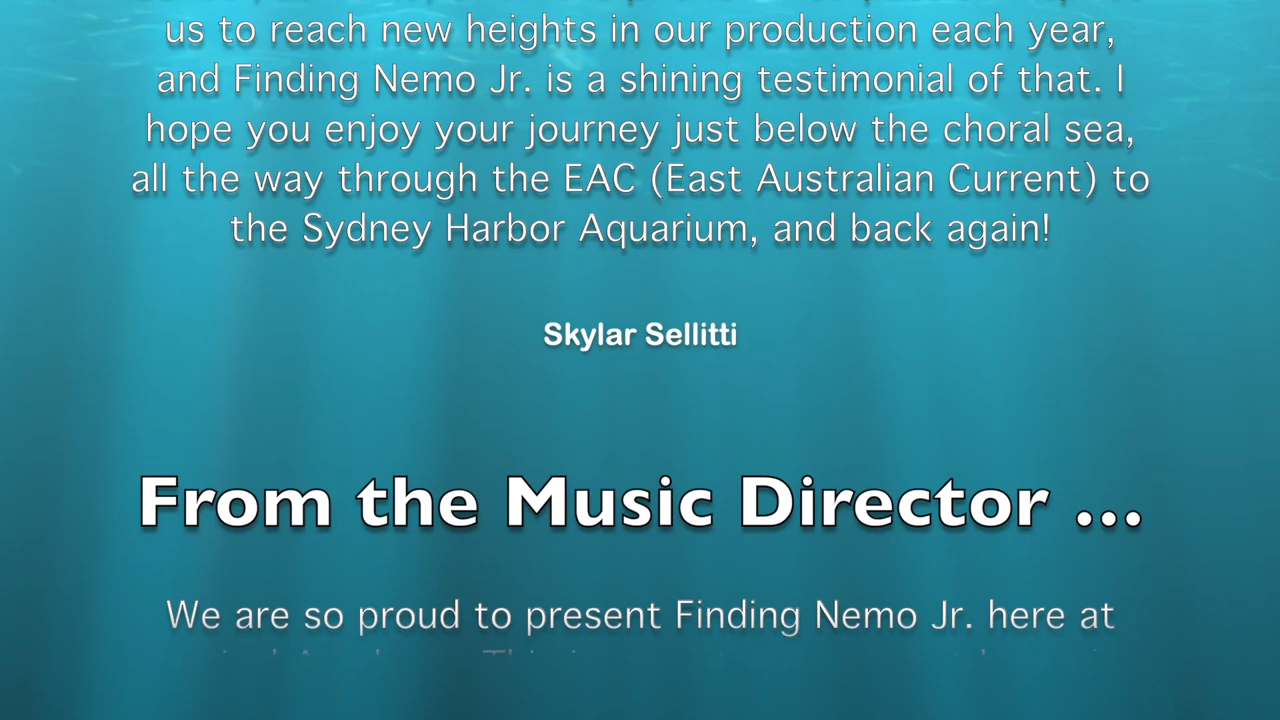 us to reach new heights in our production each year,
and Finding Nemo Jr. is a shining testimonial of that. I
hope you enjoy your journey just below the choral sea,
all the way through the EAC (East Australian Current) to
the Sydney Harbor Aquarium, and back again!
Skylar Sellitti
From the Music Director ...
We are so proud to present Finding Nemo Jr. here at